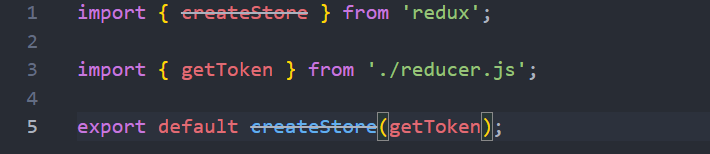 1 import { createStore } from 'redux';
2
3 import { getToken } from './reducer.js';
4
5 export default createStore(getToken);